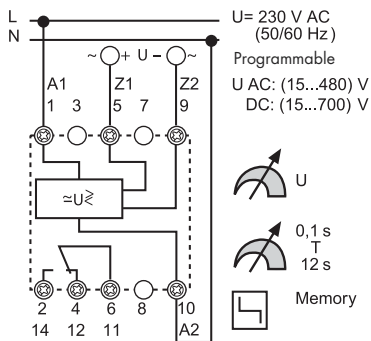 L
U= 230 V AC
N
(50/60 Hz)
~ + U - ~
Programmable
A1 Z1 Z2
U AC: (15...480) V
1 3 5 7 9
DC: (15...700) V
U
≃U≷
0,1 s
T
12 s
2 4 6 8 10
Memory
14 12 11 A2